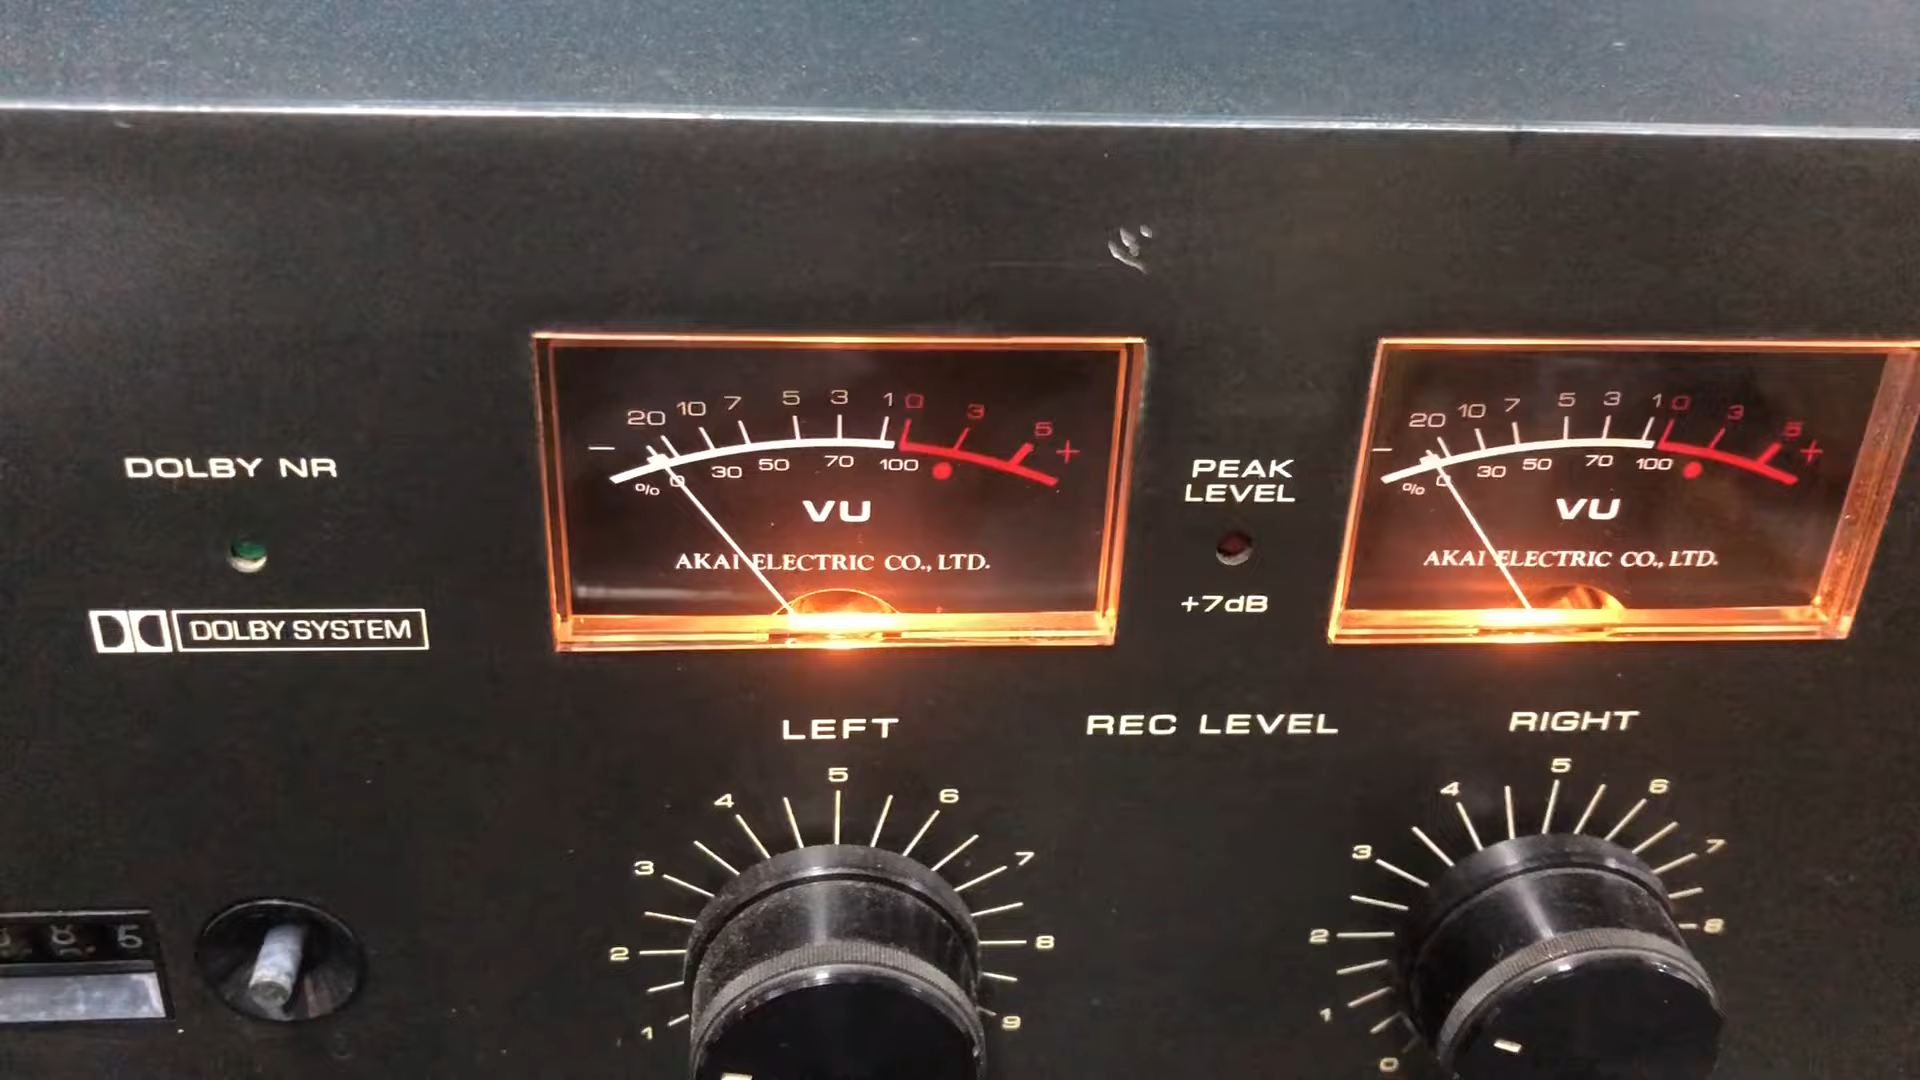 20 10 7 5 3 1 0 3 5
− +
% 0 30 50 70 100
VU
AKAI ELECTRIC CO., LTD.
20 10 7 5 3 1 0 3 5
− +
% 0 30 50 70 100
VU
AKAI ELECTRIC CO., LTD.
DOLBY NR
DOLBY SYSTEM
PEAK
LEVEL
+7dB
LEFT
REC LEVEL
RIGHT
1 2 3 4 5 6 7 8 9
0 1 2 3 4 5 6 7 8
8 5